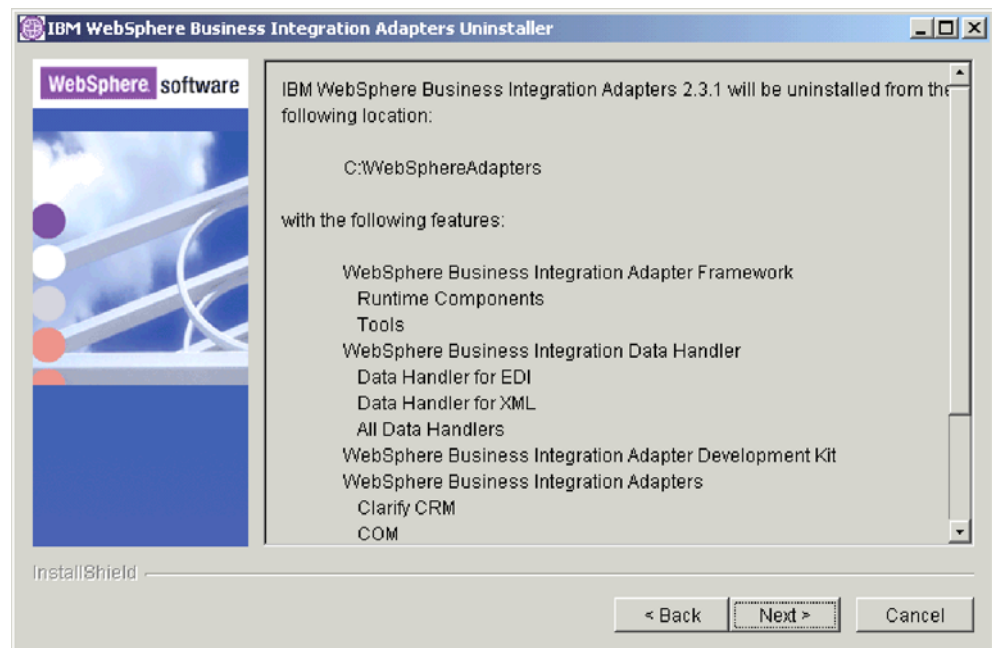 IBM WebSphere Business Integration Adapters Uninstaller
WebSphere. software
IBM WebSphere Business Integration Adapters 2.3.1 will be uninstalled from the
following location:
C:\WebSphereAdapters
with the following features:
WebSphere Business Integration Adapter Framework
Runtime Components
Tools
WebSphere Business Integration Data Handler
Data Handler for EDI
Data Handler for XML
All Data Handlers
WebSphere Business Integration Adapter Development Kit
WebSphere Business Integration Adapters
Clarify CRM
COM
InstallShield
< Back Next > Cancel